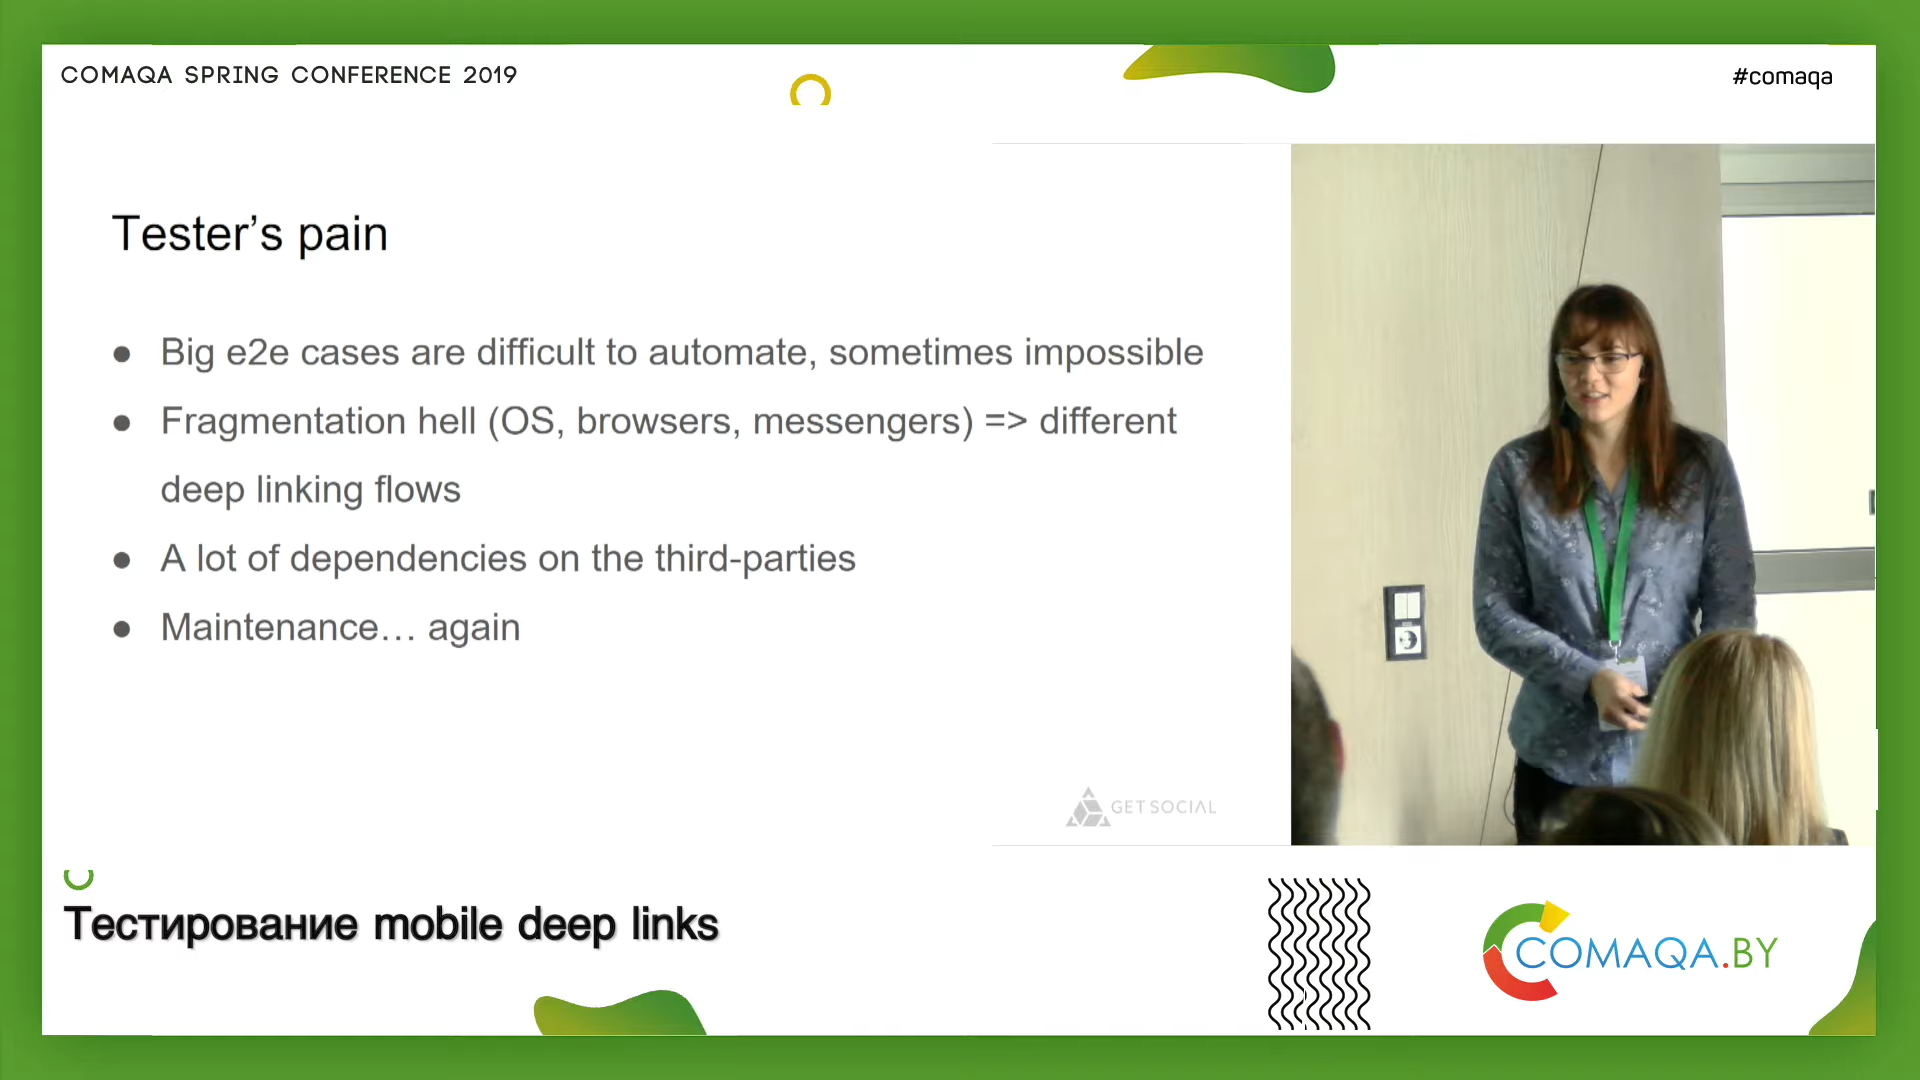 COMAQA SPRING CONFERENCE 2019
#comaqa
Tester’s pain
● Big e2e cases are difficult to automate, sometimes impossible
● Fragmentation hell (OS, browsers, messengers) => different
deep linking flows
● A lot of dependencies on the third-parties
● Maintenance… again
GET SOCIAL
Тестирование mobile deep links
COMAQA.BY